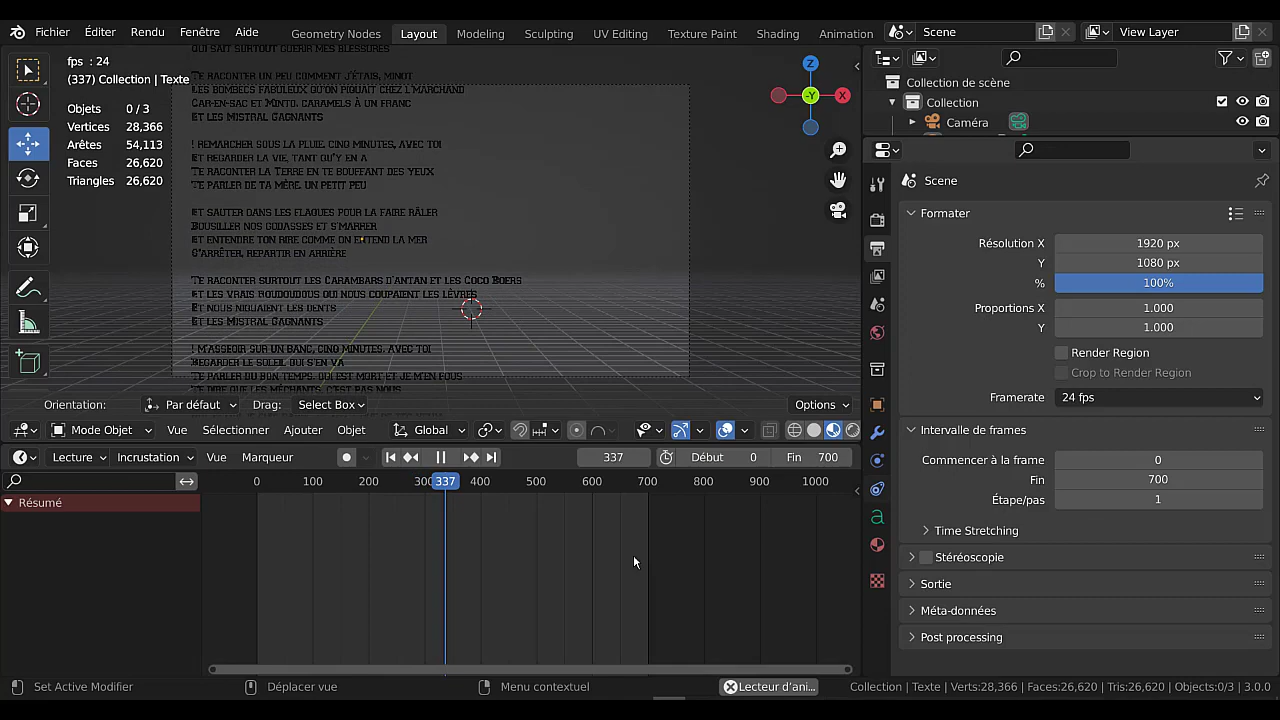 Fichier Éditer Rendu Fenêtre Aide Geometry Nodes Layout Modeling Sculpting UV Editing Texture Paint Shading Animation Scene View Layer
fps : 24
(337) Collection | Texte
Objets 0 / 3
Vertices 28,366
Arêtes 54,113
Faces 26,620
Triangles 26,620
QUI SAIT SURTOUT GUÉRIR MES BLESSURES
TE RACONTER UN PEU COMMENT J'ÉTAIS, MINOT
LES BOMBECS FABULEUX QU'ON PIQUAIT CHEZ L'MARCHAND
CAR-EN-SAC ET MINTO, CARAMELS À UN FRANC
ET LES MISTRAL GAGNANTS
! REMARCHER SOUS LA PLUIE, CINQ MINUTES, AVEC TOI
ET REGARDER LA VIE, TANT QU'Y EN A
TE RACONTER LA TERRE EN TE BOUFFANT DES YEUX
TE PARLER DE TA MÈRE, UN PETIT PEU
ET SAUTER DANS LES FLAQUES POUR LA FAIRE RÂLER
BOUSILLER NOS GODASSES ET S'MARRER
ET ENTENDRE TON RIRE COMME ON ENTEND LA MER
S'ARRÊTER, REPARTIR EN ARRIÈRE
TE RACONTER SURTOUT LES CARAMBARS D'ANTAN ET LES COCO BOERS
ET LES VRAIS ROUDOUDOUS QUI NOUS COUPAIENT LES LÈVRES
ET NOUS NIQUAIENT LES DENTS
ET LES MISTRAL GAGNANTS
! M'ASSEOIR SUR UN BANC, CINQ MINUTES, AVEC TOI
REGARDER LE SOLEIL QUI S'EN VA
TE PARLER DU BON TEMPS, QUI EST MORT ET JE M'EN FOUS
TE DIRE QUE LES MÉCHANTS, C'EST PAS NOUS
Z
-Y
X
Orientation: Par défaut Drag: Select Box Options
Mode Objet Vue Sélectionner Ajouter Objet Global
Lecture Incrustation Vue Marqueur 337 Début 0 Fin 700
0 100 200 300 337 400 500 600 700 800 900 1000
Résumé
Collection de scène
Collection
Caméra
Scene
Formater
Résolution X 1920 px
Y 1080 px
% 100%
Proportions X 1.000
Y 1.000
Render Region
Crop to Render Region
Framerate 24 fps
Intervalle de frames
Commencer à la frame 0
Fin 700
Étape/pas 1
Time Stretching
Stéréoscopie
Sortie
Méta-données
Post processing
Set Active Modifier Déplacer vue Menu contextuel Lecteur d'ani... Collection | Texte | Verts:28,366 | Faces:26,620 | Tris:26,620 | Objects:0/3 | 3.0.0